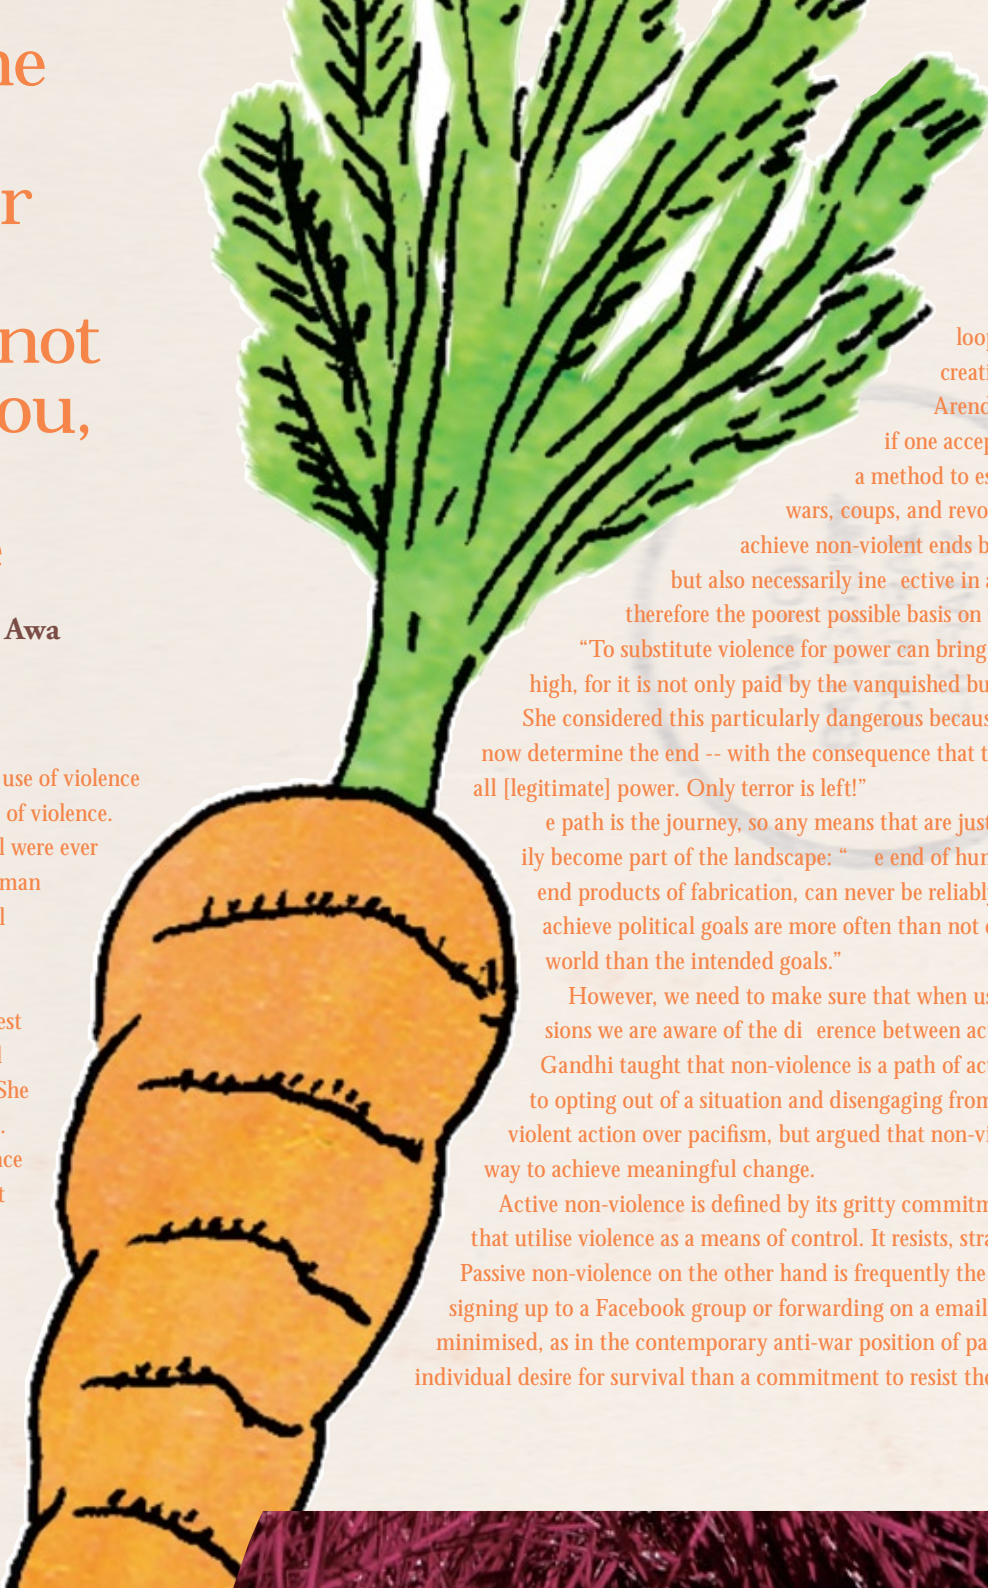 ne
r
not
ou,
e
Awa
use of violence
of violence.
l were ever
man
l
est
l
She
.
nce
t
loop
creati
Arend
if one accep
a method to es
wars, coups, and revo
achieve non-violent ends b
but also necessarily ine ective in a
therefore the poorest possible basis on
“To substitute violence for power can bring
high, for it is not only paid by the vanquished bu
She considered this particularly dangerous becaus
now determine the end -- with the consequence that t
all [legitimate] power. Only terror is left!”
e path is the journey, so any means that are just
ily become part of the landscape: “ e end of hum
end products of fabrication, can never be reliably
achieve political goals are more often than not o
world than the intended goals.”
However, we need to make sure that when us
sions we are aware of the di erence between act
Gandhi taught that non-violence is a path of act
to opting out of a situation and disengaging from
violent action over pacifism, but argued that non-vi
way to achieve meaningful change.
Active non-violence is defined by its gritty commitm
that utilise violence as a means of control. It resists, stra
Passive non-violence on the other hand is frequently the
signing up to a Facebook group or forwarding on a email
minimised, as in the contemporary anti-war position of pa
individual desire for survival than a commitment to resist the